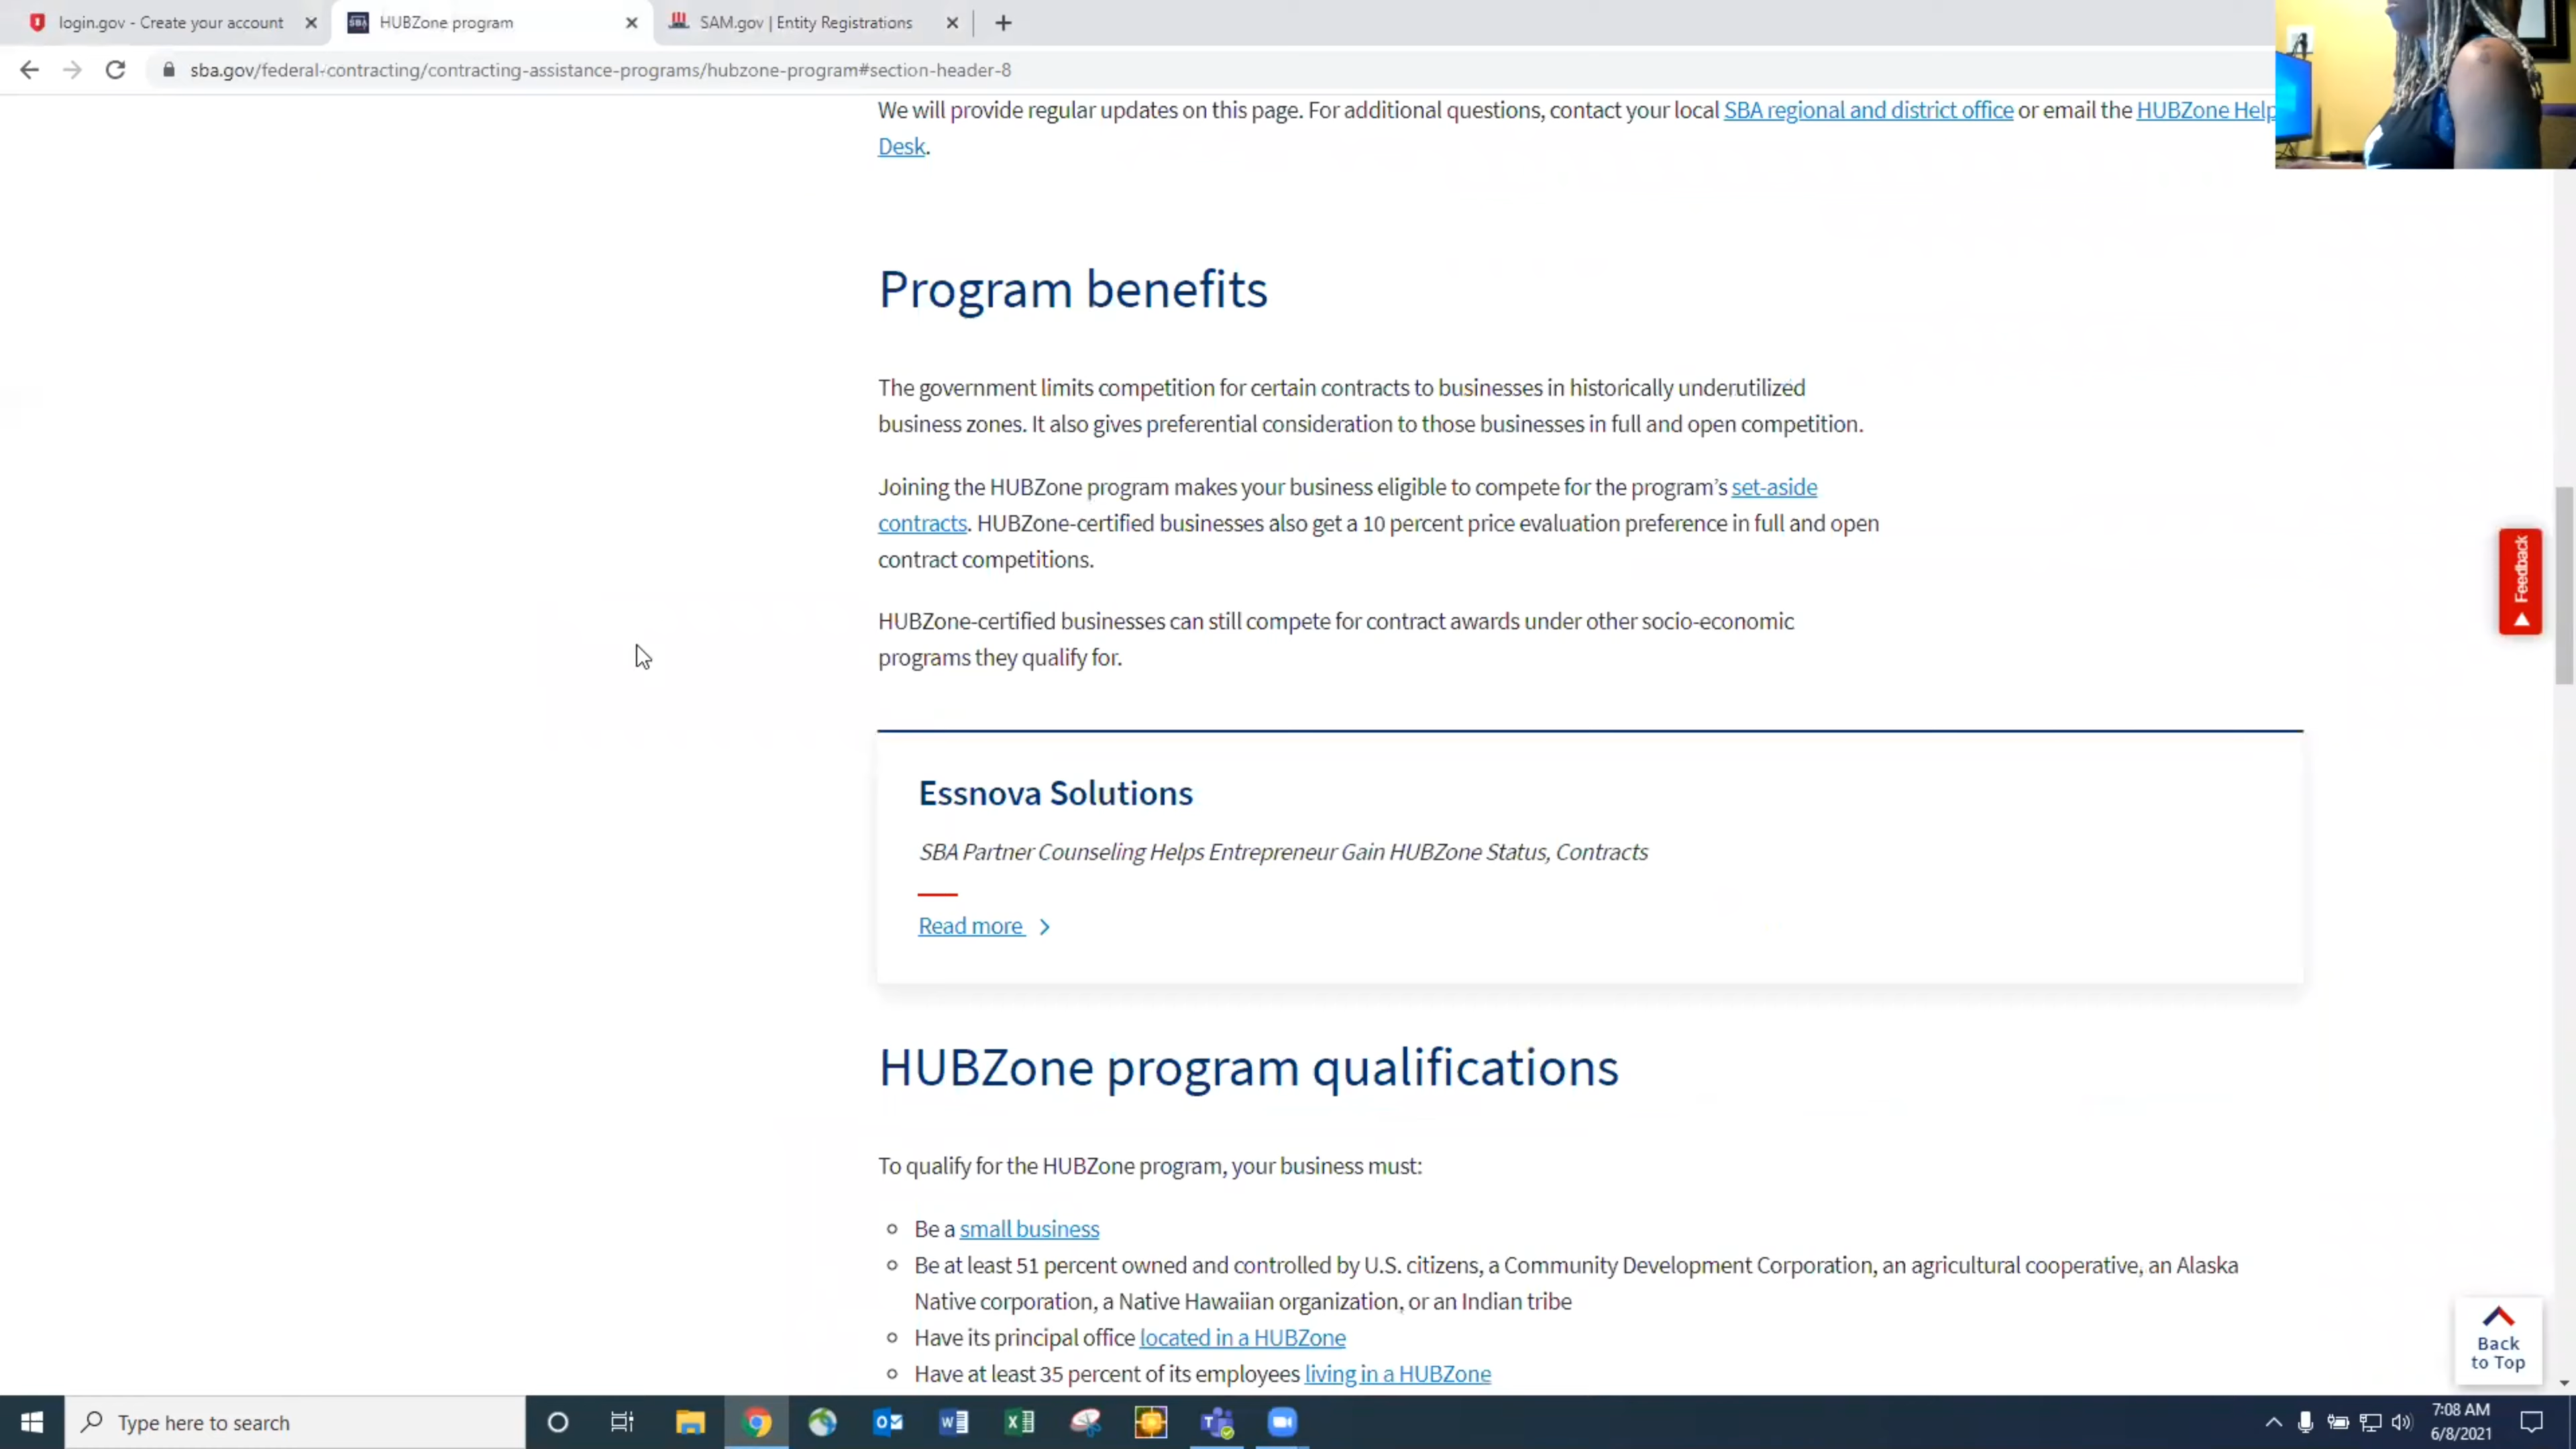 login.gov - Create your account
HUBZone program
SAM.gov | Entity Registrations
sba.gov/federal-contracting/contracting-assistance-programs/hubzone-program#section-header-8
We will provide regular updates on this page. For additional questions, contact your local SBA regional and district office or email the HUBZone Help
Desk.
Program benefits
The government limits competition for certain contracts to businesses in historically underutilized
business zones. It also gives preferential consideration to those businesses in full and open competition.
Joining the HUBZone program makes your business eligible to compete for the program's set-aside
contracts. HUBZone-certified businesses also get a 10 percent price evaluation preference in full and open
contract competitions.
HUBZone-certified businesses can still compete for contract awards under other socio-economic
programs they qualify for.
Feedback
Essnova Solutions
SBA Partner Counseling Helps Entrepreneur Gain HUBZone Status, Contracts
Read more
HUBZone program qualifications
To qualify for the HUBZone program, your business must:
Be a small business
Be at least 51 percent owned and controlled by U.S. citizens, a Community Development Corporation, an agricultural cooperative, an Alaska
Native corporation, a Native Hawaiian organization, or an Indian tribe
Have its principal office located in a HUBZone
Have at least 35 percent of its employees living in a HUBZone
Back
to Top
Type here to search
7:08 AM
6/8/2021